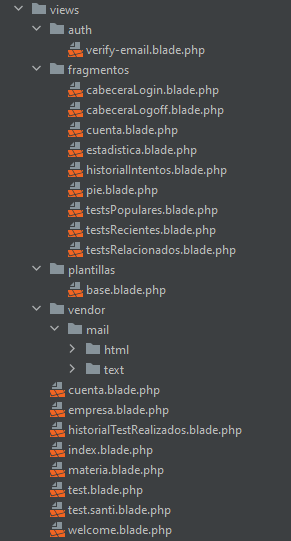 views
auth
verify-email.blade.php
fragmentos
cabeceraLogin.blade.php
cabeceraLogoff.blade.php
cuenta.blade.php
estadistica.blade.php
historialIntentos.blade.php
pie.blade.php
testsPopulares.blade.php
testsRecientes.blade.php
testsRelacionados.blade.php
plantillas
base.blade.php
vendor
mail
html
text
cuenta.blade.php
empresa.blade.php
historialTestRealizados.blade.php
index.blade.php
materia.blade.php
test.blade.php
test.santi.blade.php
welcome.blade.php